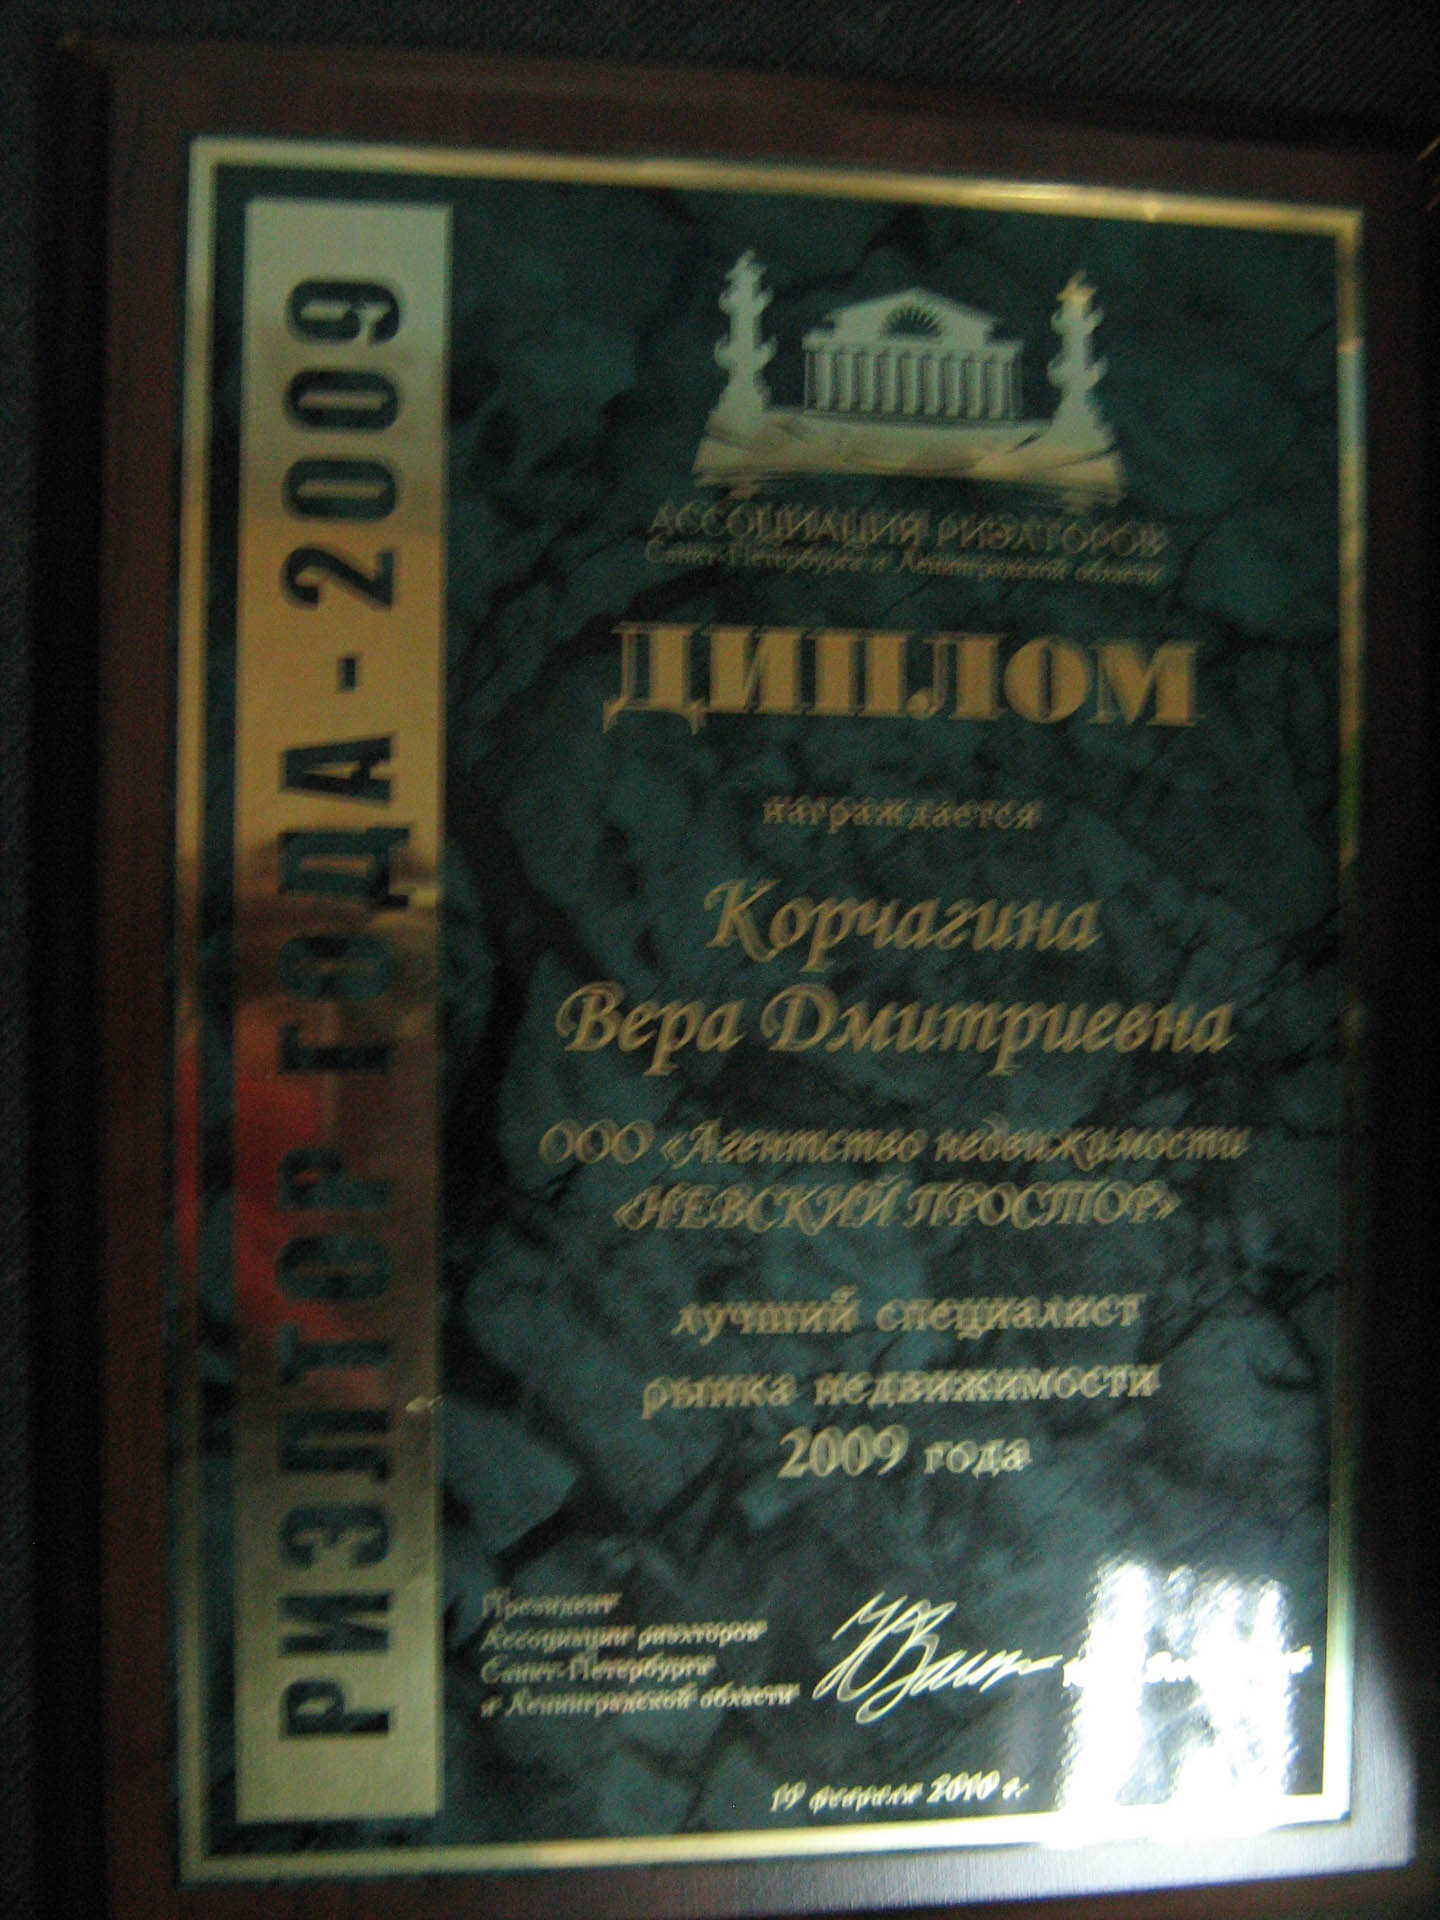 РИЭЛТОР ГОДА - 2009
АССОЦИАЦИЯ РИЭЛТОРОВ
Санкт-Петербурга и Ленинградской области
ДИПЛОМ
награждается
Корчагина
Вера Дмитриевна
ООО «Агентство недвижимости
«НЕВСКИЙ ПРОСТОР»
лучший специалист
рынка недвижимости
2009 года
Президент
Ассоциации риэлторов
Санкт-Петербурга
и Ленинградской области
19 февраля 2010 г.